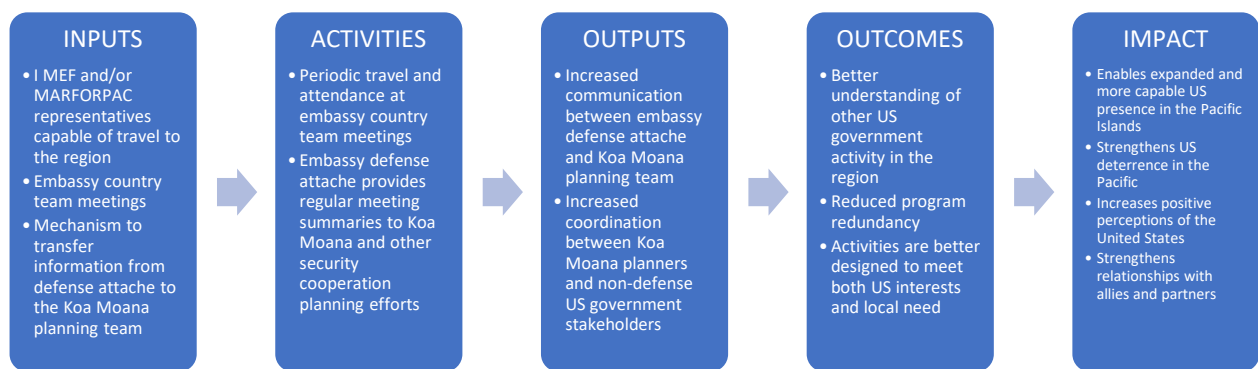 INPUTS
• I MEF and/or
MARFORPAC
representatives
capable of travel to
the region
• Embassy country
team meetings
• Mechanism to
transfer
information from
defense attache to
the Koa Moana
planning team
ACTIVITIES
• Periodic travel and
attendance at
embassy country
team meetings
• Embassy defense
attache provides
regular meeting
summaries to Koa
Moana and other
security
cooperation
planning efforts
OUTPUTS
• Increased
communication
between embassy
defense attache
and Koa Moana
planning team
• Increased
coordination
between Koa
Moana planners
and non-defense
US government
stakeholders
OUTCOMES
• Better
understanding of
other US
government
activity in the
region
• Reduced program
redundancy
• Activities are better
designed to meet
both US interests
and local need
IMPACT
• Enables expanded and
more capable US
presence in the Pacific
Islands
• Strengthens US
deterrence in the
Pacific
• Increases positive
perceptions of the
United States
• Strengthens
relationships with
allies and partners